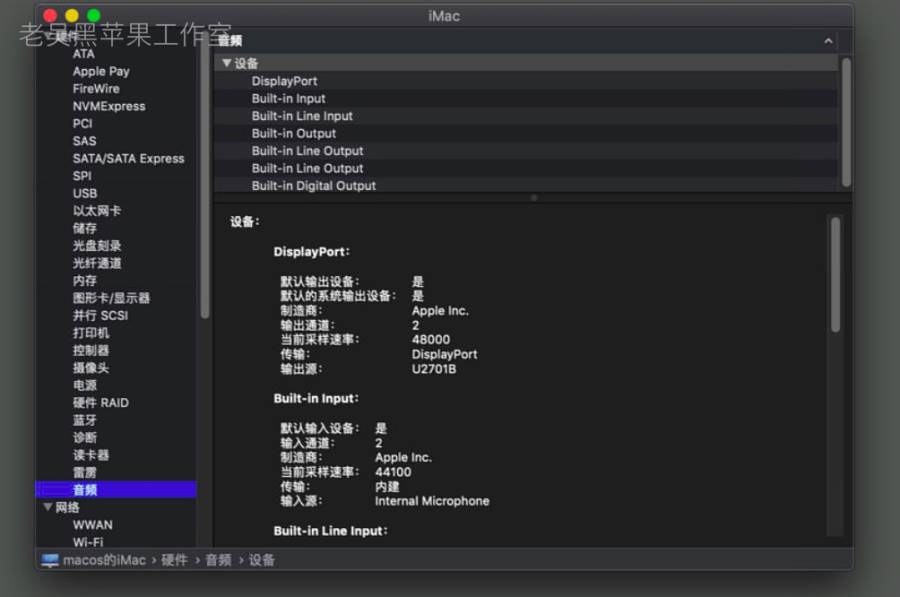 iMac
老吴黑苹果工作室
硬件
ATA
Apple Pay
FireWire
NVMExpress
PCI
SAS
SATA/SATA Express
SPI
USB
以太网卡
储存
光盘刻录
光纤通道
内存
图形卡/显示器
并行 SCSI
打印机
控制器
摄像头
电源
硬件 RAID
蓝牙
诊断
读卡器
雷雳
音频
网络
WWAN
Wi-Fi
音频
设备
DisplayPort
Built-in Input
Built-in Line Input
Built-in Output
Built-in Line Output
Built-in Line Output
Built-in Digital Output
设备：
DisplayPort：
默认输出设备： 是
默认的系统输出设备： 是
制造商： Apple Inc.
输出通道： 2
当前采样速率： 48000
传输： DisplayPort
输出源： U2701B
Built-in Input：
默认输入设备： 是
输入通道： 2
制造商： Apple Inc.
当前采样速率： 44100
传输： 内建
输入源： Internal Microphone
Built-in Line Input：
macos的iMac › 硬件 › 音频 › 设备